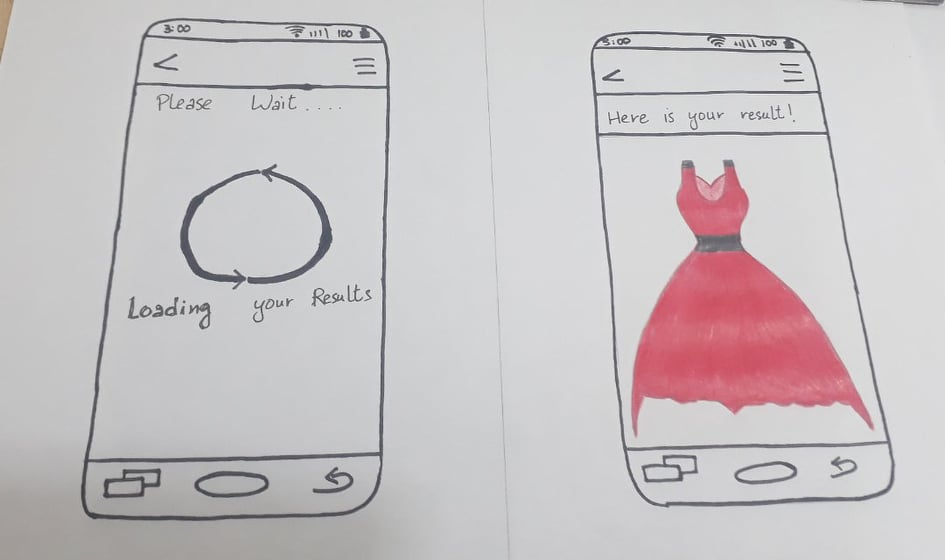 3:00 100
Please Wait....
Loading your Results
3:00 100
Here is your result!